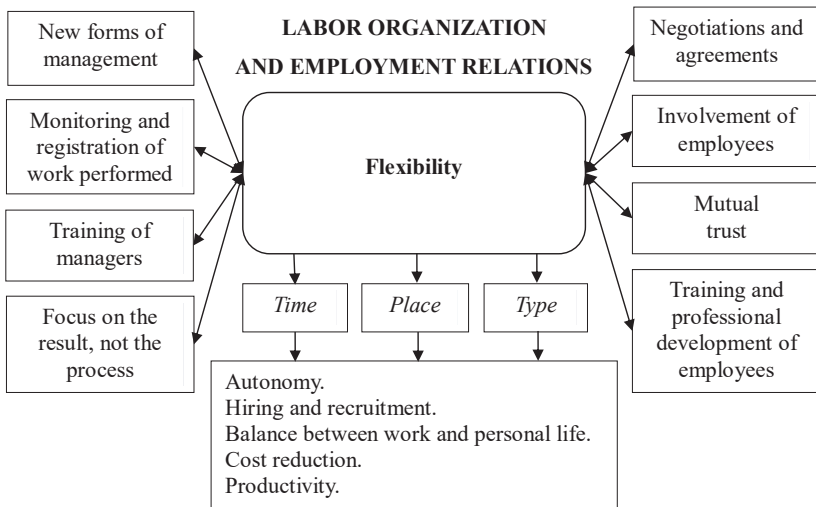 LABOR ORGANIZATION
AND EMPLOYMENT RELATIONS
New forms of
management
Monitoring and
registration of
work performed
Training of
managers
Focus on the
result, not the
process
Flexibility
Negotiations and
agreements
Involvement of
employees
Mutual
trust
Training and
professional
development of
employees
Time
Place
Type
Autonomy.
Hiring and recruitment.
Balance between work and personal life.
Cost reduction.
Productivity.